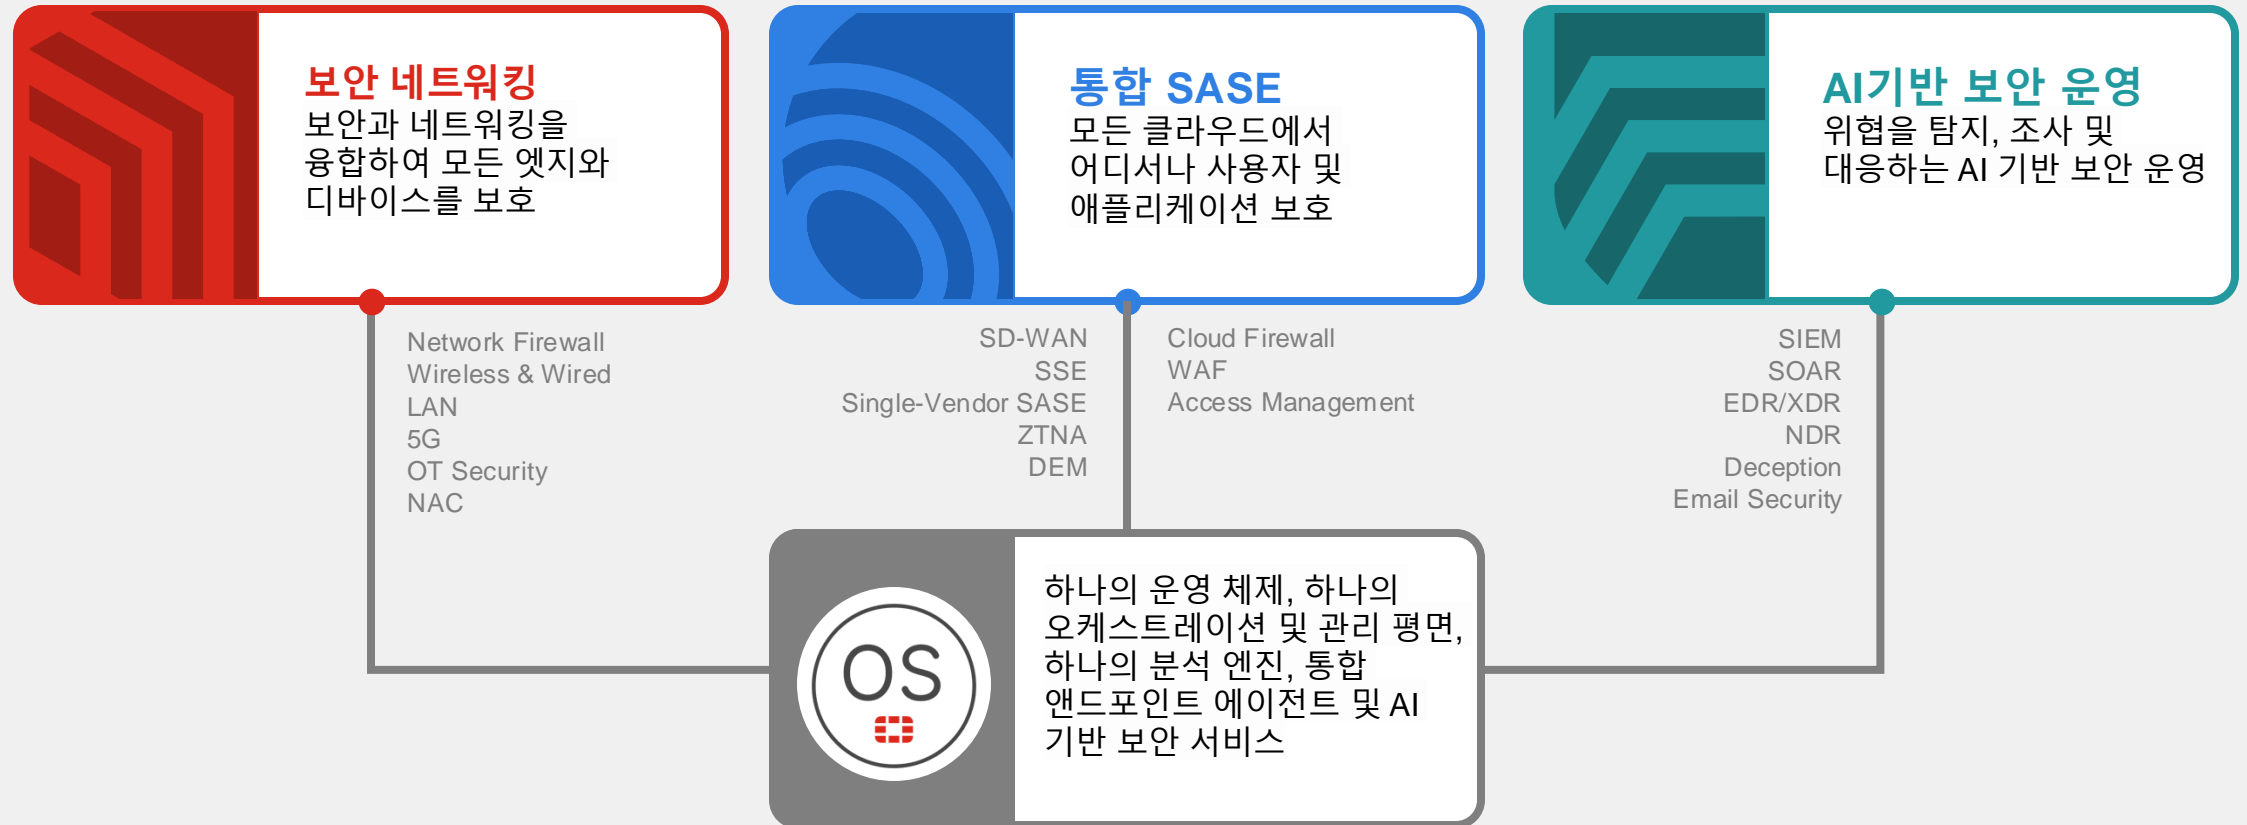 보안 네트워킹
보안과 네트워킹을
융합하여 모든 엣지와
디바이스를 보호
통합 SASE
모든 클라우드에서
어디서나 사용자 및
애플리케이션 보호
AI기반 보안 운영
위협을 탐지, 조사 및
대응하는 AI 기반 보안 운영
Network Firewall
Wireless & Wired
LAN
5G
OT Security
NAC
SD-WAN
SSE
Single-Vendor SASE
ZTNA
DEM
Cloud Firewall
WAF
Access Management
SIEM
SOAR
EDR/XDR
NDR
Deception
Email Security
OS
하나의 운영 체제, 하나의
오케스트레이션 및 관리 평면,
하나의 분석 엔진, 통합
앤드포인트 에이전트 및 AI
기반 보안 서비스